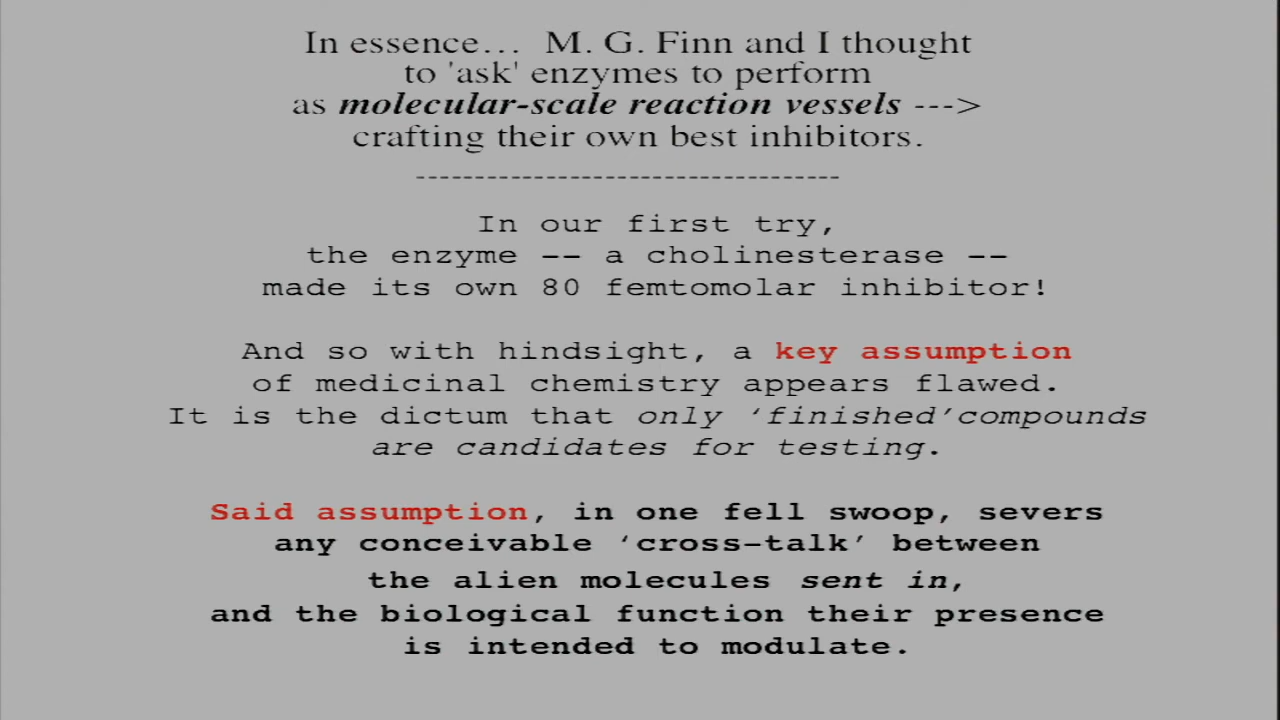 In essence... M. G. Finn and I thought
to 'ask' enzymes to perform
as molecular-scale reaction vessels --->
crafting their own best inhibitors.
-----------------------------------
In our first try,
the enzyme -- a cholinesterase --
made its own 80 femtomolar inhibitor!
And so with hindsight, a key assumption
of medicinal chemistry appears flawed.
It is the dictum that only ‘finished’compounds
are candidates for testing.
Said assumption, in one fell swoop, severs
any conceivable ‘cross-talk’ between
the alien molecules sent in,
and the biological function their presence
is intended to modulate.